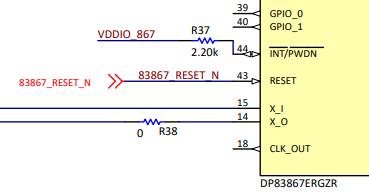 39 GPIO_0
40 GPIO_1
VDDIO_867 R37
2.20k 44 INT/PWDN
83867_RESET_N 83867_RESET_N 43 RESET
15 X_I
14 X_O
0 R38
18 CLK_OUT
DP83867ERGZR